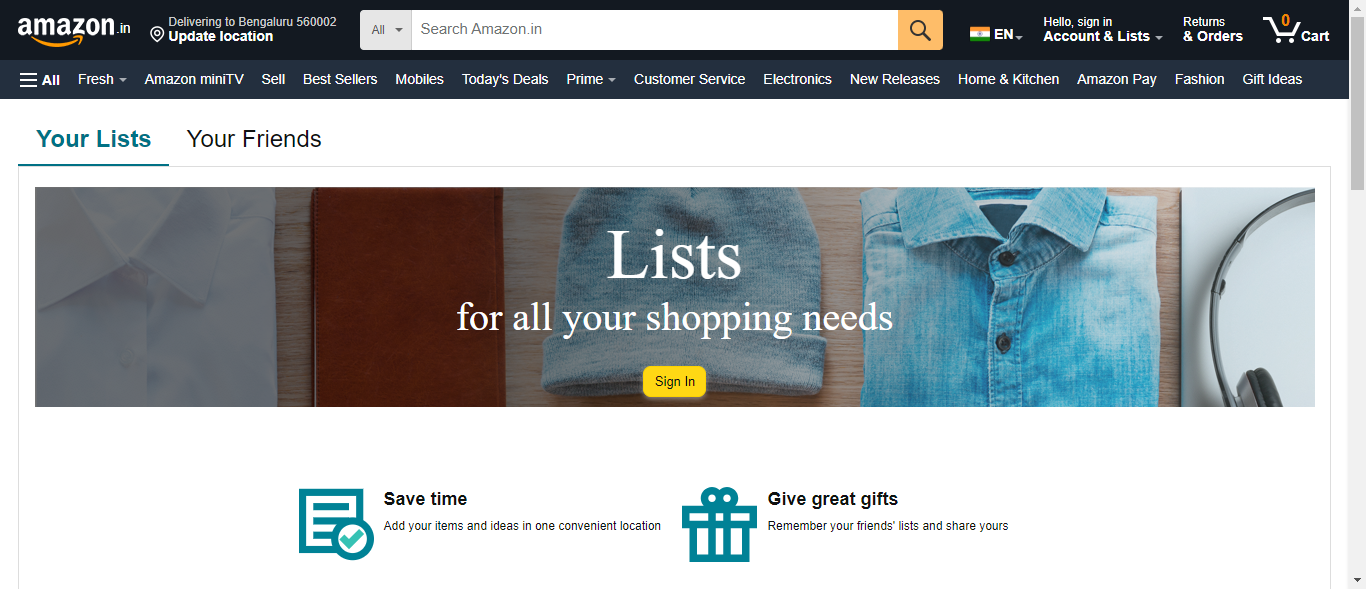 amazon.in
Delivering to Bengaluru 560002
Update location
All
Search Amazon.in
EN
Hello, sign in
Account & Lists
Returns
& Orders
0
Cart
All Fresh Amazon miniTV Sell Best Sellers Mobiles Today's Deals Prime Customer Service Electronics New Releases Home & Kitchen Amazon Pay Fashion Gift Ideas
Your Lists Your Friends
Lists
for all your shopping needs
Sign In
Save time
Add your items and ideas in one convenient location
Give great gifts
Remember your friends' lists and share yours